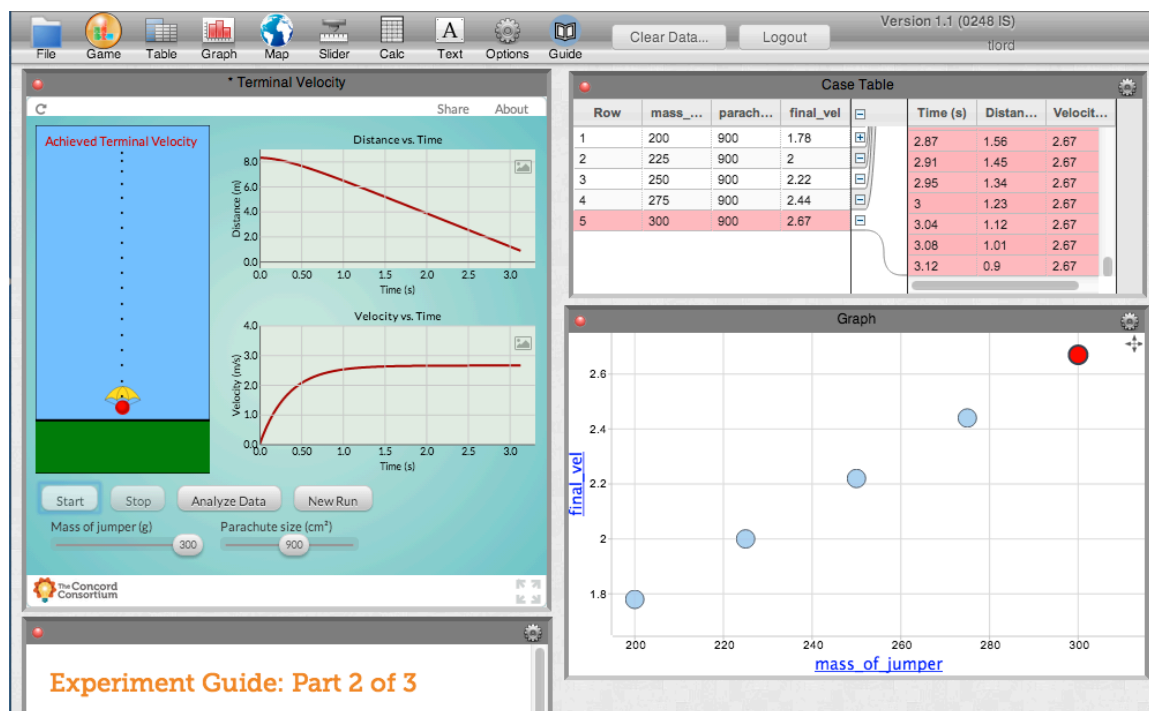 File Game Table Graph Map Slider Calc Text Options Guide
Clear Data... Logout
Version 1.1 (0248 IS)
tlord
* Terminal Velocity
Share About
Achieved Terminal Velocity
Distance vs. Time
Distance (m)
8.0
6.0
4.0
2.0
0.0
0.0 0.50 1.0 1.5 2.0 2.5 3.0
Time (s)
Velocity vs. Time
Velocity (m/s)
4.0
3.0
2.0
1.0
0.0
0.0 0.50 1.0 1.5 2.0 2.5 3.0
Time (s)
Start Stop Analyze Data New Run
Mass of jumper (g) Parachute size (cm²)
300 900
The Concord
Consortium
Experiment Guide: Part 2 of 3
Case Table
Row mass_... parach... final_vel Time (s) Distan... Velocit...
1 200 900 1.78
2 225 900 2
3 250 900 2.22
4 275 900 2.44
5 300 900 2.67
2.87 1.56 2.67
2.91 1.45 2.67
2.95 1.34 2.67
3 1.23 2.67
3.04 1.12 2.67
3.08 1.01 2.67
3.12 0.9 2.67
Graph
final_vel
2.6
2.4
2.2
2
1.8
200 220 240 260 280 300
mass_of_jumper